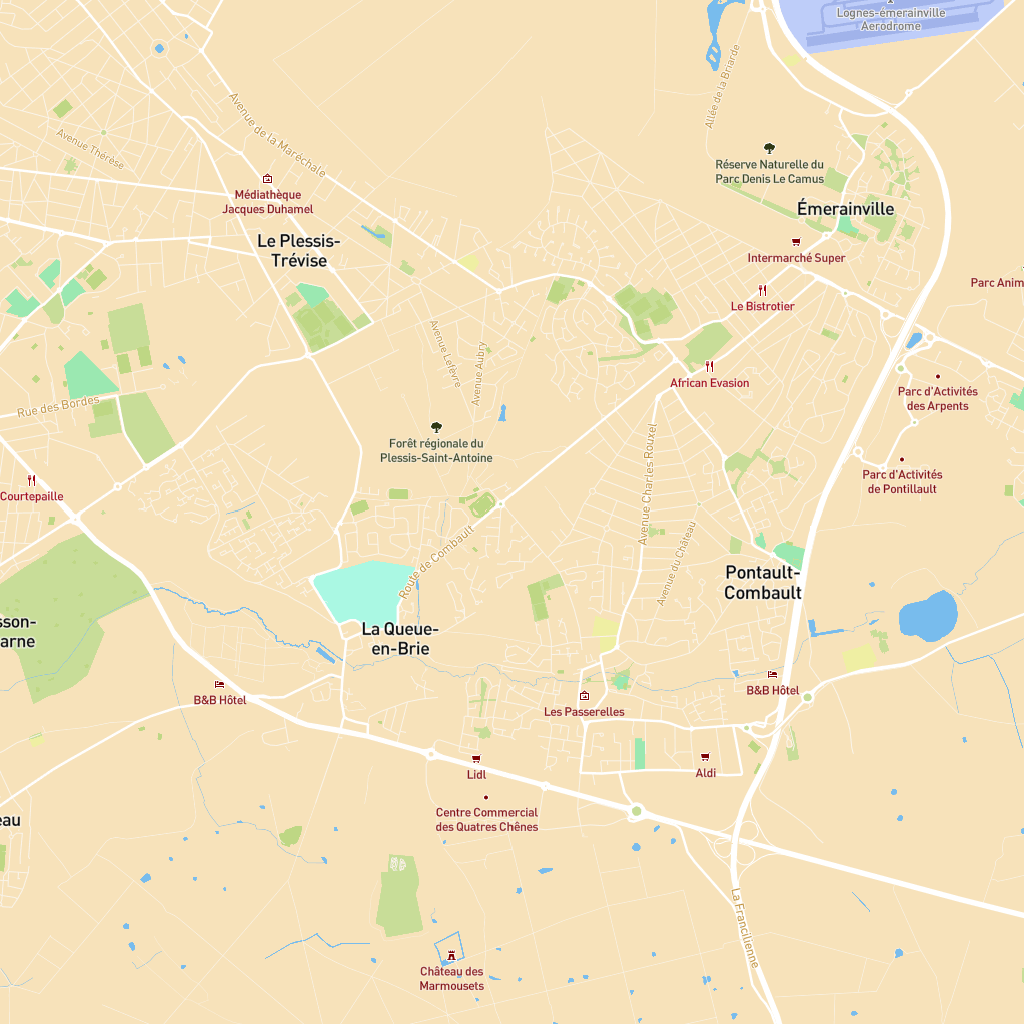 Lognes-émerainville
Aerodrome
Allée de la Briarde
Avenue de la Maréchale
Avenue Thérèse
Réserve Naturelle du
Parc Denis Le Camus
Médiathèque
Jacques Duhamel
Émerainville
Le Plessis-
Trévise
Intermarché Super
Parc Anim
Le Bistrotier
Avenue Lefèvre
Avenue Aubry
African Evasion
Parc d'Activités
des Arpents
Rue des Bordes
Forêt régionale du
Plessis-Saint-Antoine
Avenue Charles Rouxel
Parc d'Activités
de Pontillault
Courtepaille
Route de Combault
Avenue du Château
Pontault-
Combault
sson-
arne
La Queue-
en-Brie
B&B Hôtel
B&B Hôtel
Les Passerelles
Lidl
Aldi
Centre Commercial
des Quatres Chênes
eau
La Francilienne
Château des
Marmousets